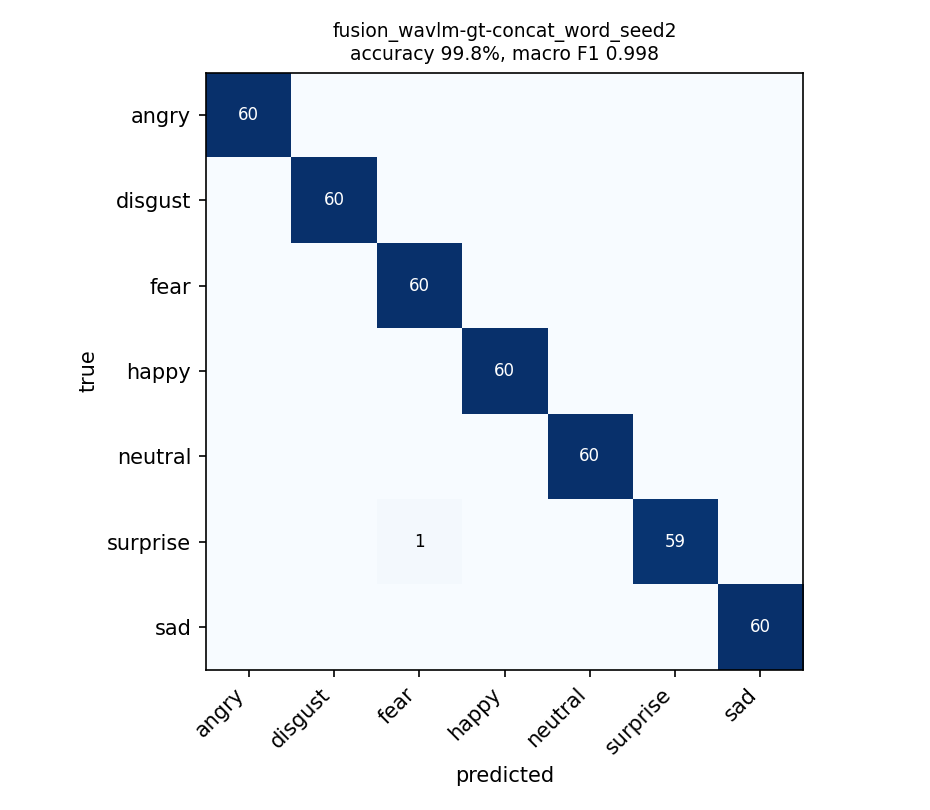 fusion_wavlm-gt-concat_word_seed2
accuracy 99.8%, macro F1 0.998
angry
60
disgust
60
fear
60
true
happy
60
neutral
60
surprise
1
59
sad
60
angry
disgust
fear
happy
neutral
surprise
sad
predicted